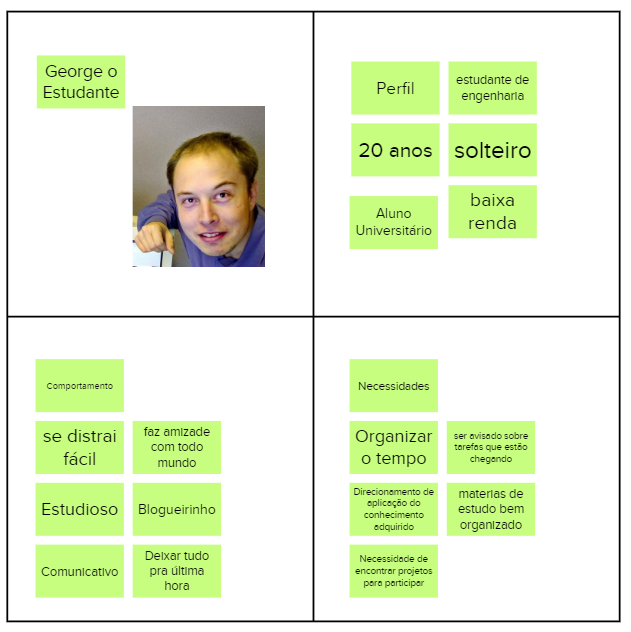 George o
Estudante
Perfil
estudante de
engenharia
20 anos
solteiro
Aluno
Universitário
baixa
renda
Comportamento
se distrai
fácil
faz amizade
com todo
mundo
Estudioso
Blogueirinho
Comunicativo
Deixar tudo
pra última
hora
Necessidades
Organizar
o tempo
ser avisado sobre
tarefas que estão
chegando
Direcionamento de
aplicação do
conhecimento
adquirido
materias de
estudo bem
organizado
Necessidade de
encontrar projetos
para participar